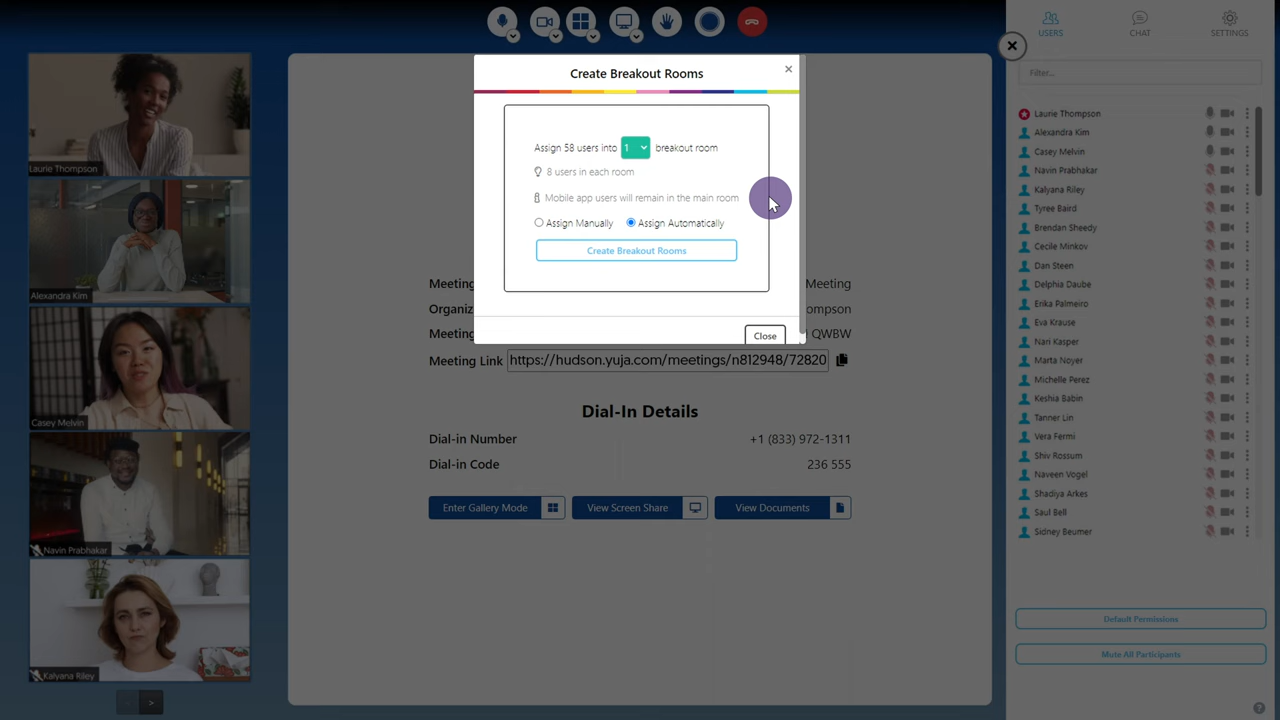 USERS
CHAT
SETTINGS
Create Breakout Rooms
×
Filter...
Assign 58 users into 1 breakout room
8 users in each room
Mobile app users will remain in the main room
Assign Manually
Assign Automatically
Create Breakout Rooms
Close
Laurie Thompson
Alexandra Kim
Casey Melvin
Navin Prabhakar
Kalyana Riley
Meeting
Meeting
Organiz
ompson
Meeting
QWBW
Meeting Link https://hudson.yuja.com/meetings/n812948/72820
Dial-In Details
Dial-in Number +1 (833) 972-1311
Dial-in Code 236 555
Enter Gallery Mode
View Screen Share
View Documents
Laurie Thompson
Alexandra Kim
Casey Melvin
Navin Prabhakar
Kalyana Riley
Tyree Baird
Brendan Sheedy
Cecile Minkov
Dan Steen
Delphia Daube
Erika Palmeiro
Eva Krause
Nari Kasper
Marta Noyer
Michelle Perez
Keshia Babin
Tanner Lin
Vera Fermi
Shiv Rossum
Naveen Vogel
Shadiya Arkes
Saul Bell
Sidney Beumer
Default Permissions
Mute All Participants
>